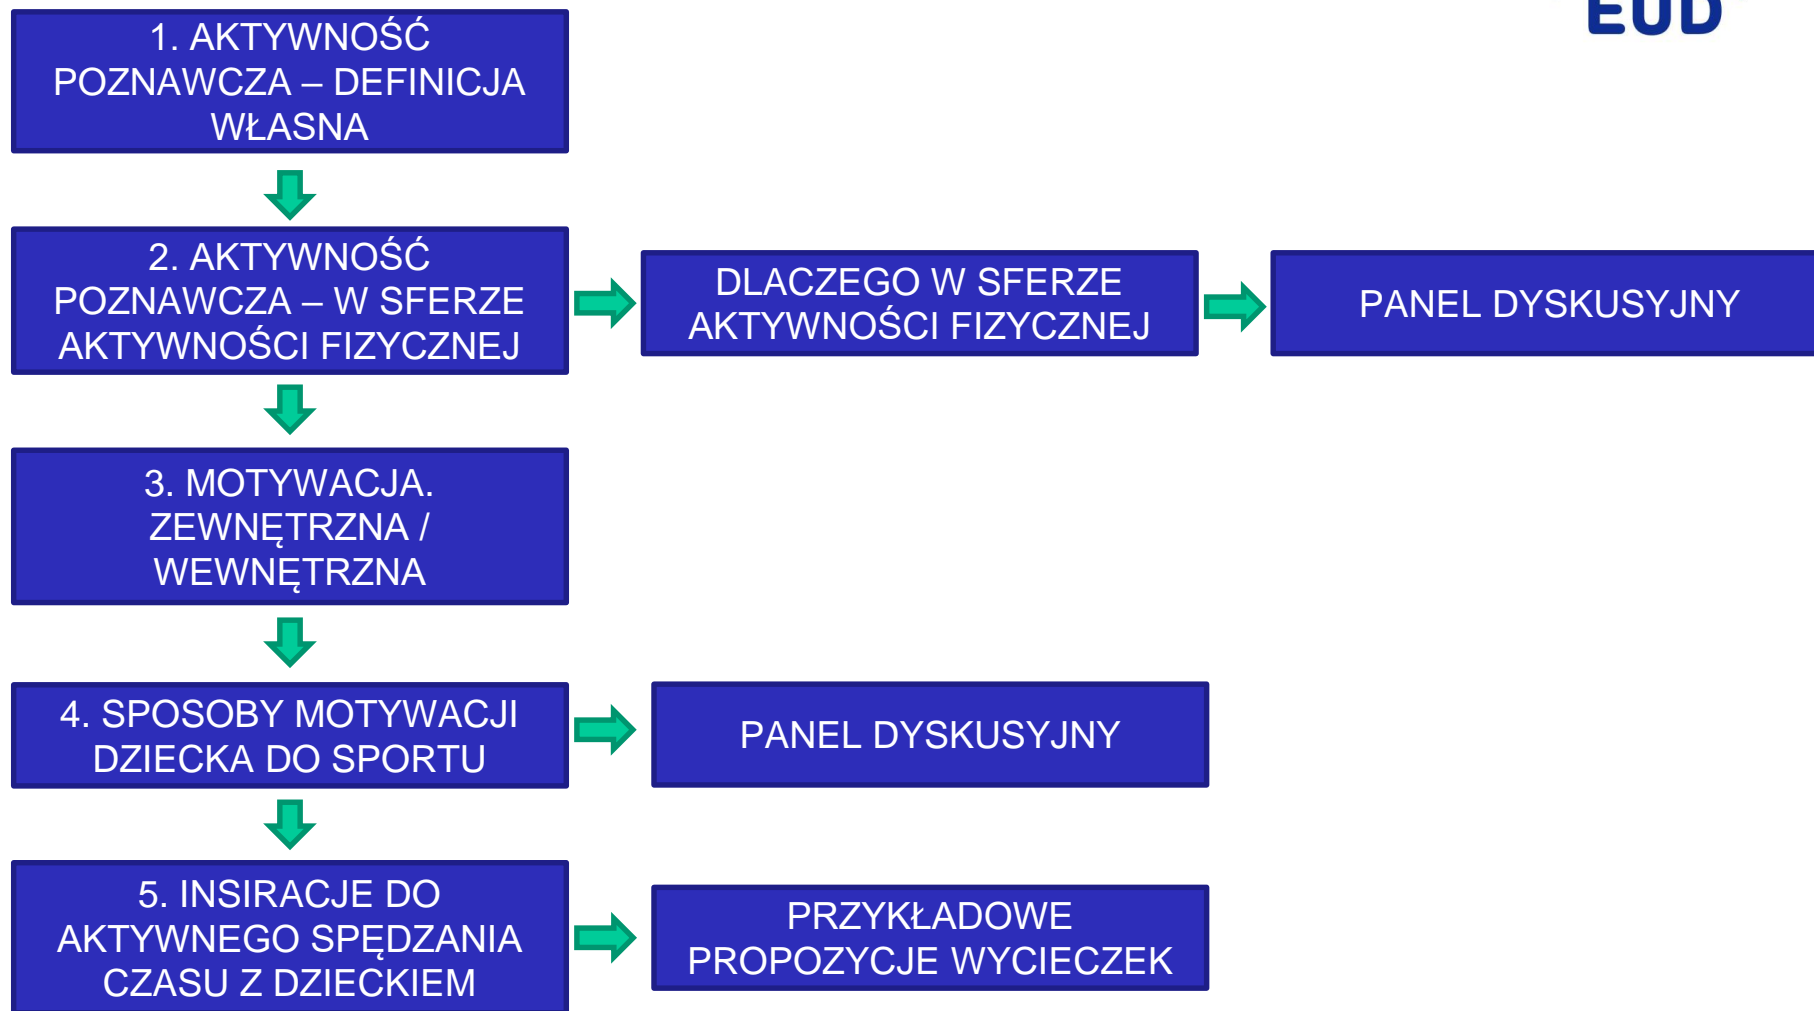 EUD
1. AKTYWNOŚĆ
POZNAWCZA – DEFINICJA
WŁASNA
2. AKTYWNOŚĆ
POZNAWCZA – W SFERZE
AKTYWNOŚCI FIZYCZNEJ
DLACZEGO W SFERZE
AKTYWNOŚCI FIZYCZNEJ
PANEL DYSKUSYJNY
3. MOTYWACJA.
ZEWNĘTRZNA /
WEWNĘTRZNA
4. SPOSOBY MOTYWACJI
DZIECKA DO SPORTU
PANEL DYSKUSYJNY
5. INSIRACJE DO
AKTYWNEGO SPĘDZANIA
CZASU Z DZIECKIEM
PRZYKŁADOWE
PROPOZYCJE WYCIECZEK